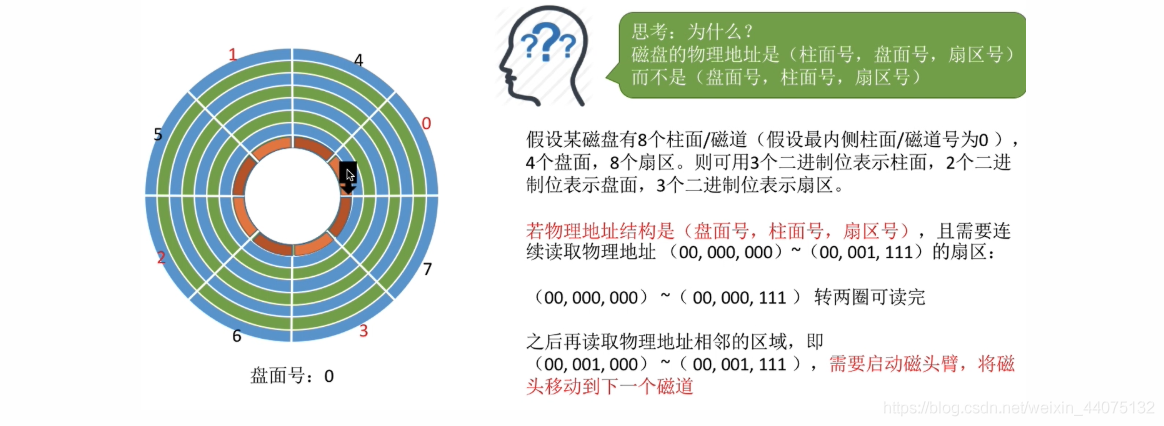 1
4
0
5
7
2
3
6
盘面号：0
???
思考：为什么？
磁盘的物理地址是（柱面号，盘面号，扇区号）
而不是（盘面号，柱面号，扇区号）
假设某磁盘有8个柱面/磁道（假设最内侧柱面/磁道号为0 ），
4个盘面，8个扇区。则可用3个二进制位表示柱面，2个二进
制位表示盘面，3个二进制位表示扇区。
若物理地址结构是（盘面号，柱面号，扇区号），且需要连
续读取物理地址（00, 000, 000）~（00, 001, 111）的扇区：
（00, 000, 000） ~（ 00, 000, 111 ） 转两圈可读完
之后再读取物理地址相邻的区域，即
（00, 001, 000） ~（ 00, 001, 111 ），需要启动磁头臂，将磁
头移动到下一个磁道
https://blog.csdn.net/weixin_44075132